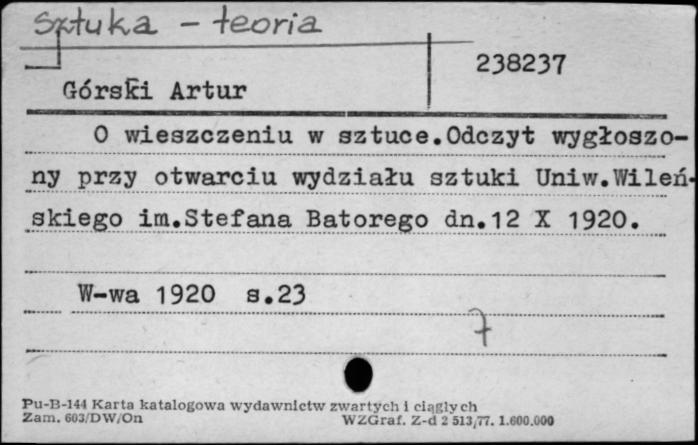 Sztuka - teoria
238237
Górski Artur
O wieszczeniu w sztuce.Odczyt wygłoszo-
ny przy otwarciu wydziału sztuki Uniw.Wileń-
skiego im.Stefana Batorego dn.12 X 1920.
W-wa 1920 s.23
7
Pu-B-144 Karta katalogowa wydawnictw zwartych i ciągłych
Zam. 603/DW/On WZGraf. Z-d 2 513/77. 1.600.000